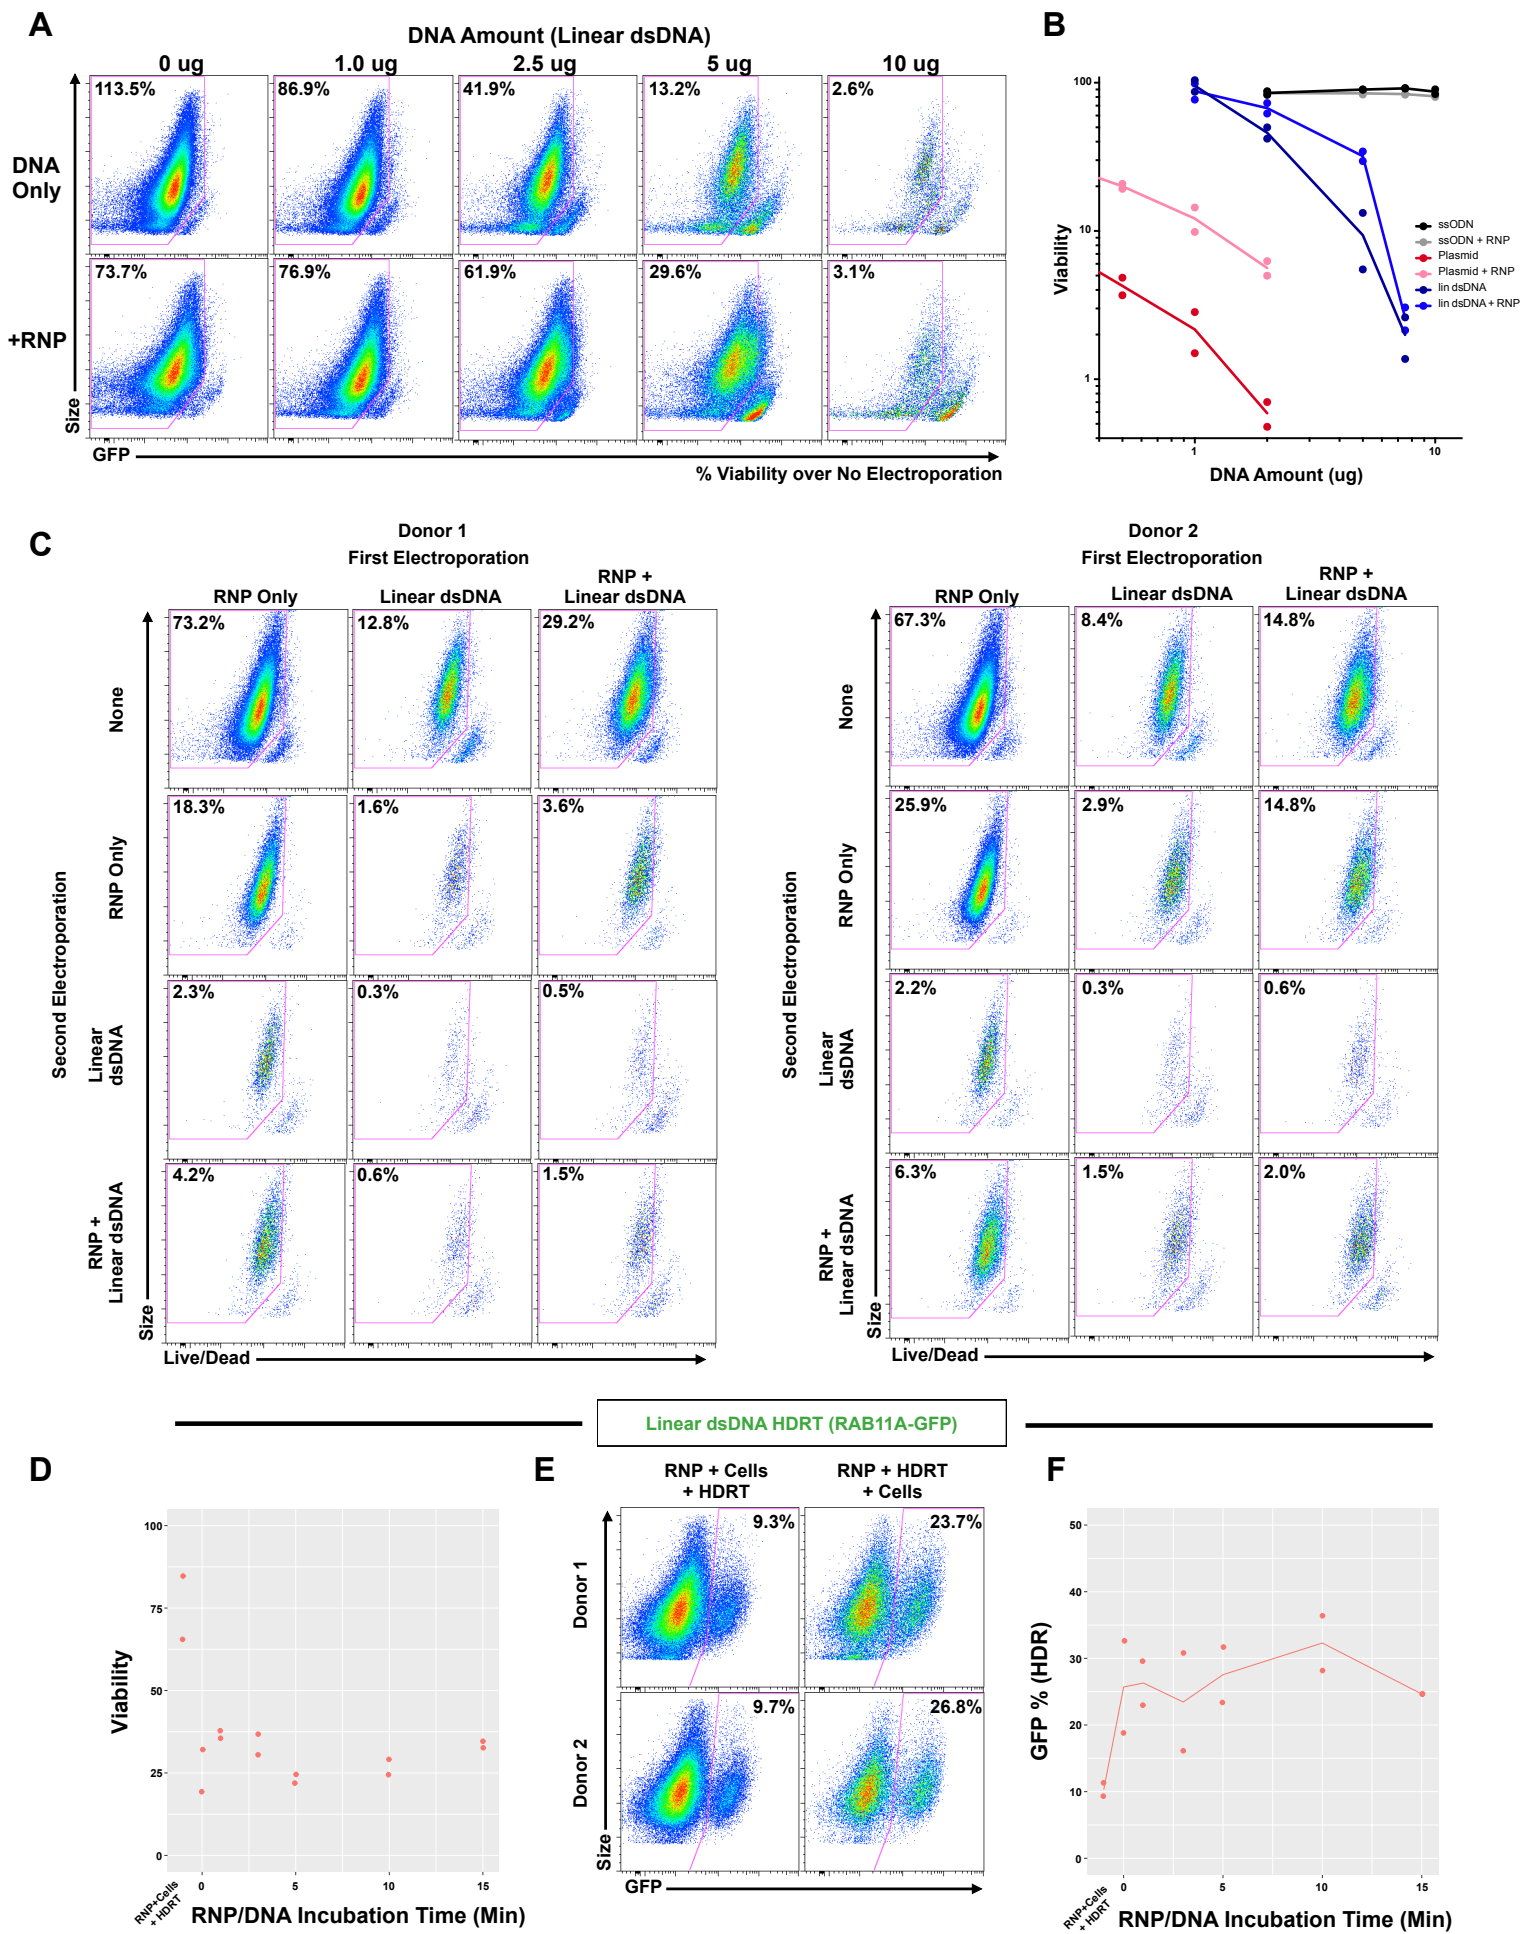 A
DNA Amount (Linear dsDNA)
0 ug 1.0 ug 2.5 ug 5 ug 10 ug
DNA
Only
113.5% 86.9% 41.9% 13.2% 2.6%
+RNP
73.7% 76.9% 61.9% 29.6% 3.1%
Size
GFP
% Viability over No Electroporation
B
Viability
100
10
1
1 10
DNA Amount (ug)
ssODN
ssODN + RNP
Plasmid
Plasmid + RNP
lin dsDNA
lin dsDNA + RNP
C
Donor 1
First Electroporation
RNP Only Linear dsDNA RNP +
Linear dsDNA
Second Electroporation
None
73.2% 12.8% 29.2%
RNP Only
18.3% 1.6% 3.6%
Linear
dsDNA
2.3% 0.3% 0.5%
RNP +
Linear dsDNA
4.2% 0.6% 1.5%
Size
Live/Dead
Donor 2
First Electroporation
RNP Only Linear dsDNA RNP +
Linear dsDNA
Second Electroporation
None
67.3% 8.4% 14.8%
RNP Only
25.9% 2.9% 14.8%
Linear
dsDNA
2.2% 0.3% 0.6%
RNP +
Linear dsDNA
6.3% 1.5% 2.0%
Size
Live/Dead
Linear dsDNA HDRT (RAB11A-GFP)
D
Viability
100
75
50
25
0
RNP+Cells
+ HDRT
0 5 10 15
RNP/DNA Incubation Time (Min)
E
RNP + Cells
+ HDRT
RNP + HDRT
+ Cells
Donor 1
9.3% 23.7%
Donor 2
9.7% 26.8%
Size
GFP
F
GFP % (HDR)
50
40
30
20
10
0
RNP+Cells
+ HDRT
0 5 10 15
RNP/DNA Incubation Time (Min)